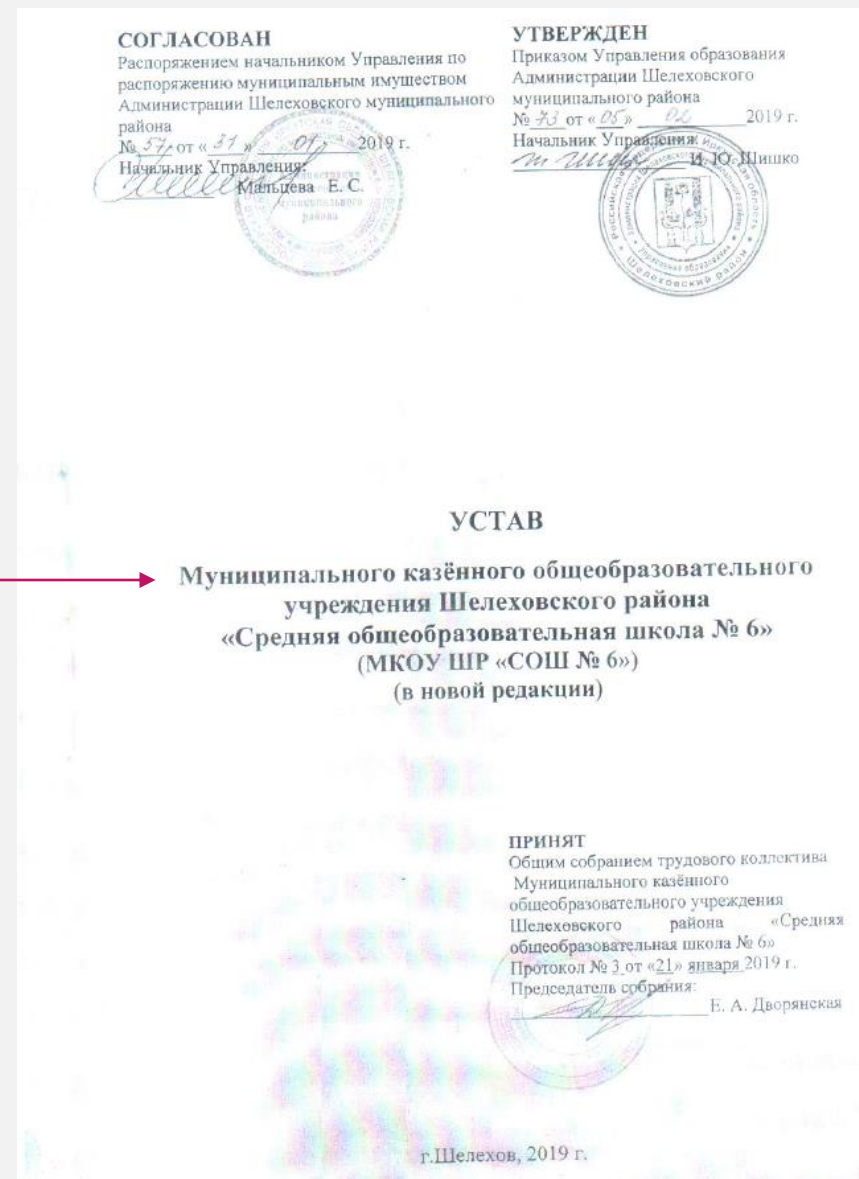 СОГЛАСОВАН
Распоряжением начальником Управления по
распоряжению муниципальным имуществом
Администрации Шелеховского муниципального
района
№ 57 от « 31 » 01 2019 г.
Начальник Управления:
Мальцева Е. С.
УТВЕРЖДЕН
Приказом Управления образования
Администрации Шелеховского
муниципального района
№ 73 от « 05 » 02 2019 г.
Начальник Управления:
И. Ю. Шишко
Шелеховский район
УСТАВ
Муниципального казённого общеобразовательного
учреждения Шелеховского района
«Средняя общеобразовательная школа № 6»
(МКОУ ШР «СОШ № 6»)
(в новой редакции)
ПРИНЯТ
Общим собранием трудового коллектива
Муниципального казённого
общеобразовательного учреждения
Шелеховского района «Средняя
общеобразовательная школа № 6»
Протокол № 3 от «21» января 2019 г.
Председатель собрания:
Е. А. Дворянская
г.Шелехов, 2019 г.